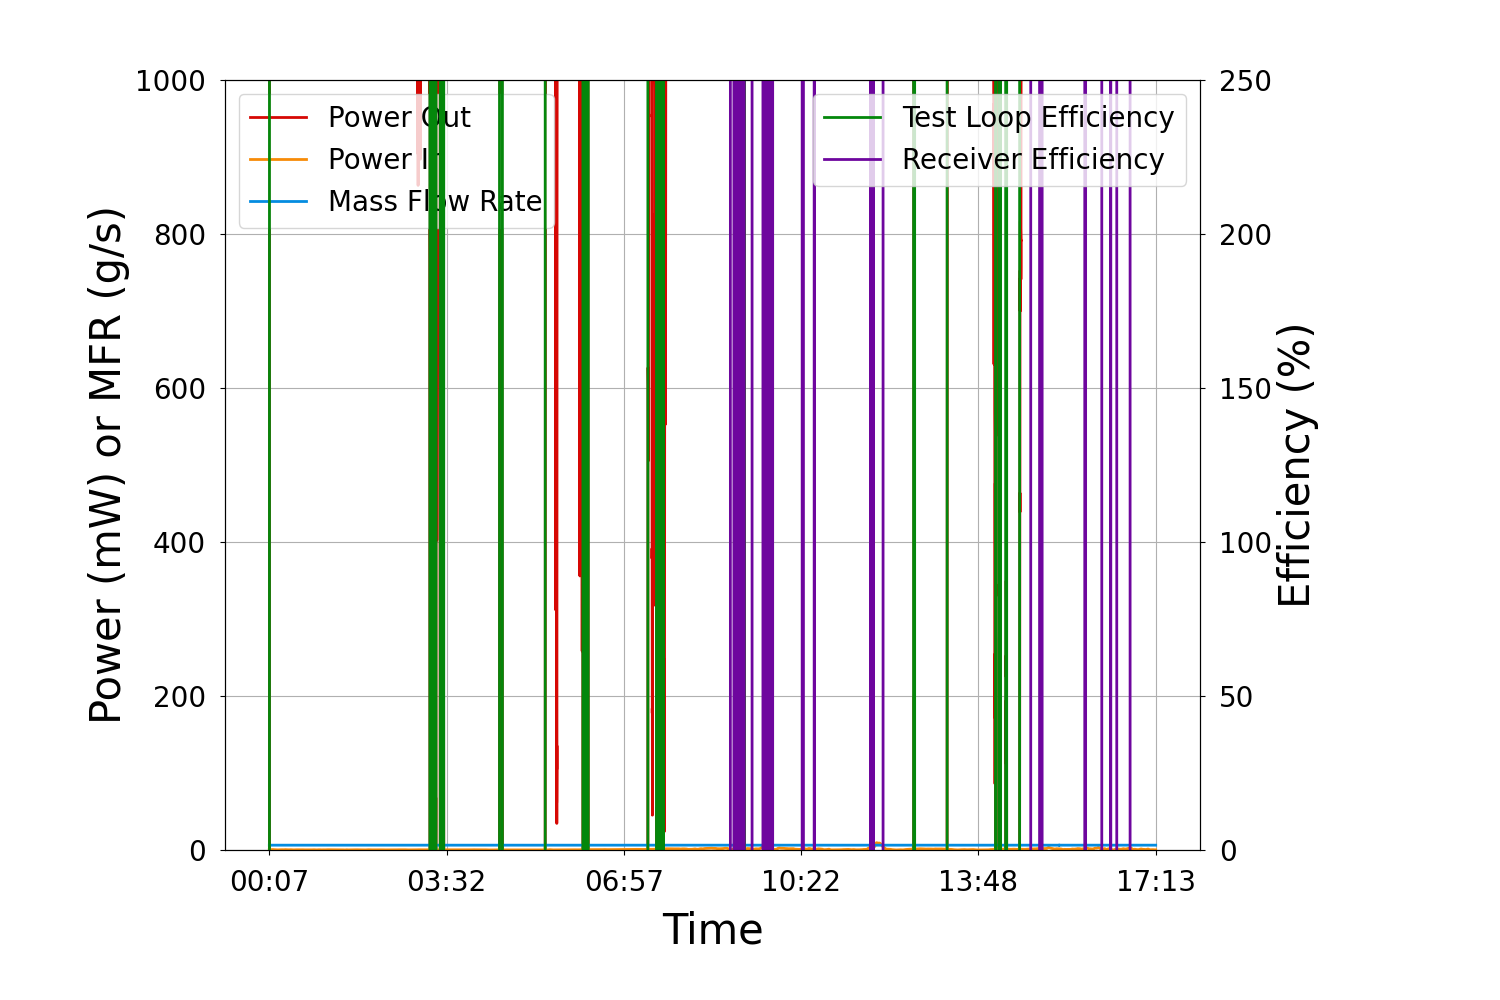 1000
800
600
400
200
0
Power (mW) or MFR (g/s)
Power Out
Power In
Mass Flow Rate
Test Loop Efficiency
Receiver Efficiency
250
200
150
100
50
0
Efficiency (%)
00:07 03:32 06:57 10:22 13:48 17:13
Time